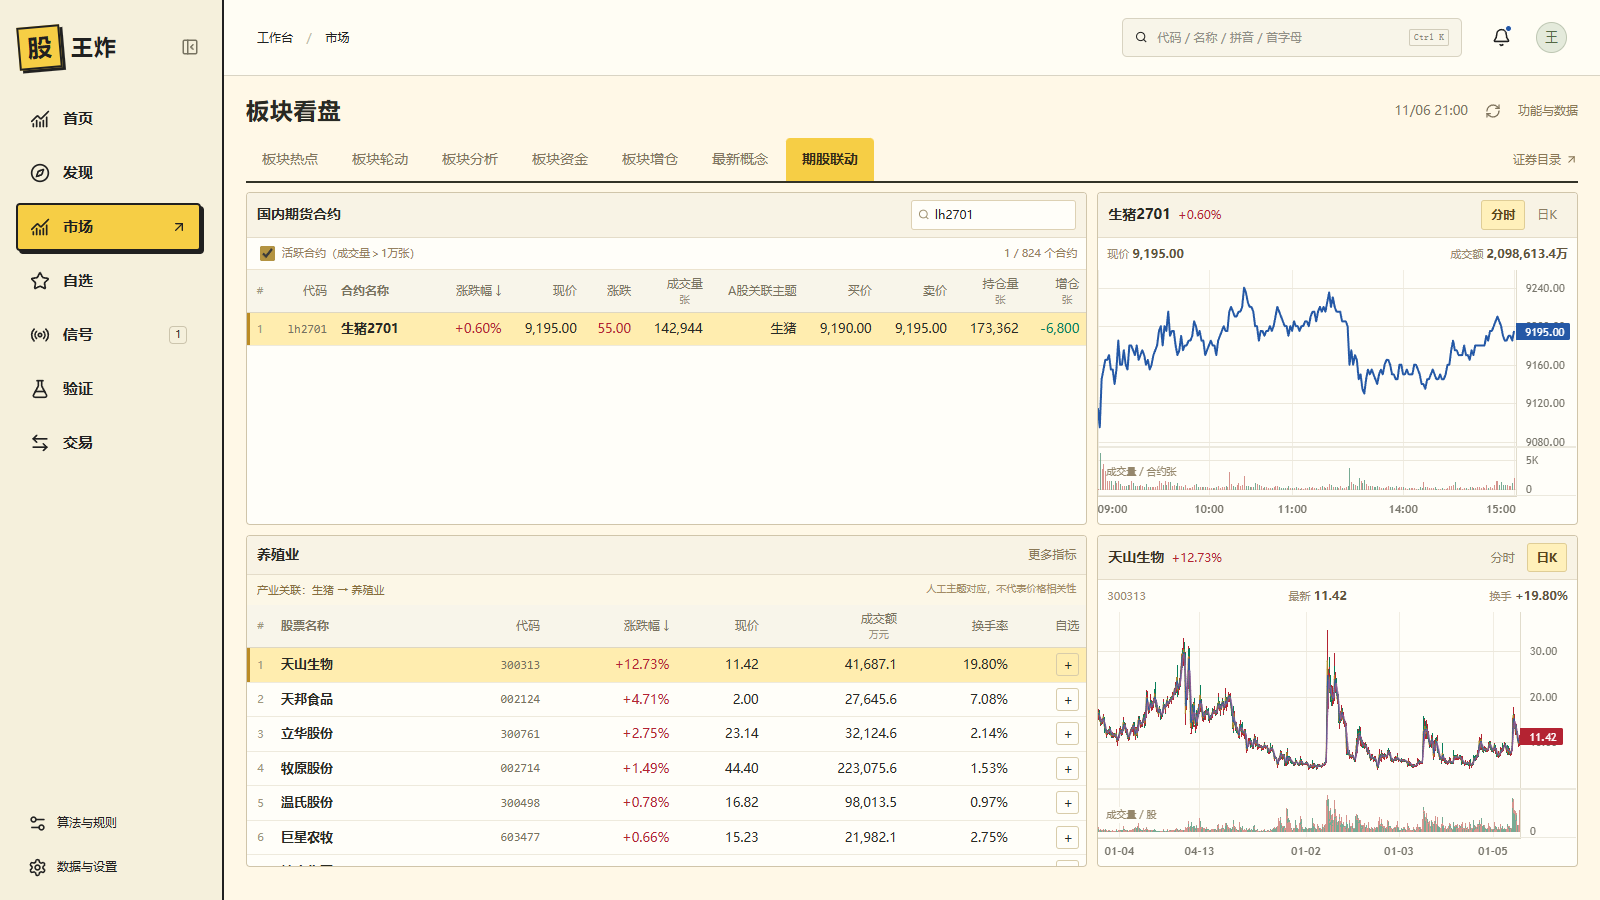 股 王炸
首页
发现
市场
自选
信号 1
验证
交易
算法与规则
数据与设置
工作台 / 市场
代码 / 名称 / 拼音 / 首字母 Ctrl K
王
板块看盘
11/06 21:00 功能与数据
板块热点 板块轮动 板块分析 板块资金 板块增仓 最新概念 期股联动
证券目录
国内期货合约
lh2701
活跃合约（成交量 > 1万张）
1 / 824 个合约
# 代码 合约名称 涨跌幅↓ 现价 涨跌 成交量 张 A股关联主题 买价 卖价 持仓量 张 增仓 张
1 lh2701 生猪2701 +0.60% 9,195.00 55.00 142,944 生猪 9,190.00 9,195.00 173,362 -6,800
生猪2701 +0.60%
分时 日K
现价 9,195.00 成交额 2,098,613.4万
9240.00
9195.00
9160.00
9120.00
9080.00
成交量 / 合约张
5K
0
09:00 10:00 11:00 14:00 15:00
养殖业
更多指标
产业关联：生猪 → 养殖业
人工主题对应，不代表价格相关性
# 股票名称 代码 涨跌幅↓ 现价 成交额 万元 换手率 自选
1 天山生物 300313 +12.73% 11.42 41,687.1 19.80% +
2 天邦食品 002124 +4.71% 2.00 27,645.6 7.08% +
3 立华股份 300761 +2.75% 23.14 32,124.6 2.14% +
4 牧原股份 002714 +1.49% 44.40 223,075.6 1.53% +
5 温氏股份 300498 +0.78% 16.82 98,013.5 0.97% +
6 巨星农牧 603477 +0.66% 15.23 21,982.1 2.75% +
天山生物 +12.73%
分时 日K
300313 最新 11.42 换手 +19.80%
30.00
20.00
11.42
成交量 / 股
0
01-04 04-13 01-02 01-03 01-05